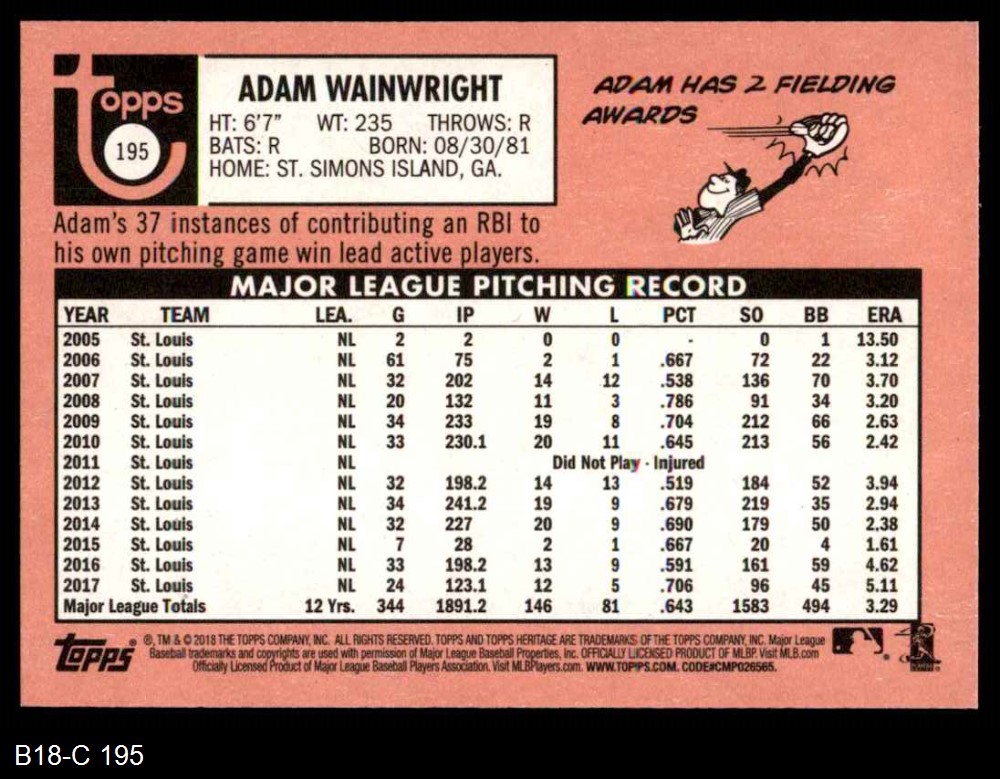 Topps
195
ADAM WAINWRIGHT
HT: 6'7" WT: 235 THROWS: R
BATS: R BORN: 08/30/81
HOME: ST. SIMONS ISLAND, GA.
ADAM HAS 2 FIELDING
AWARDS
Adam's 37 instances of contributing an RBI to
his own pitching game win lead active players.
MAJOR LEAGUE PITCHING RECORD
YEAR TEAM LEA. G IP W L PCT SO BB ERA
2005 St. Louis NL 2 2 0 0 - 0 1 13.50
2006 St. Louis NL 61 75 2 1 .667 72 22 3.12
2007 St. Louis NL 32 202 14 12 .538 136 70 3.70
2008 St. Louis NL 20 132 11 3 .786 91 34 3.20
2009 St. Louis NL 34 233 19 8 .704 212 66 2.63
2010 St. Louis NL 33 230.1 20 11 .645 213 56 2.42
2011 St. Louis NL Did Not Play - Injured
2012 St. Louis NL 32 198.2 14 13 .519 184 52 3.94
2013 St. Louis NL 34 241.2 19 9 .679 219 35 2.94
2014 St. Louis NL 32 227 20 9 .690 179 50 2.38
2015 St. Louis NL 7 28 2 1 .667 20 4 1.61
2016 St. Louis NL 33 198.2 13 9 .591 161 59 4.62
2017 St. Louis NL 24 123.1 12 5 .706 96 45 5.11
Major League Totals 12 Yrs. 344 1891.2 146 81 .643 1583 494 3.29
TOPPS®
®, TM & © 2018 THE TOPPS COMPANY, INC. ALL RIGHTS RESERVED. TOPPS AND TOPPS HERITAGE ARE TRADEMARKS OF THE TOPPS COMPANY, INC. Major League
Baseball trademarks and copyrights are used with permission of Major League Baseball Properties, Inc. OFFICIALLY LICENSED PRODUCT OF MLBP. Visit MLB.com
Officially Licensed Product of Major League Baseball Players Association. Visit MLBPlayers.com. WWW.TOPPS.COM. CODE#CMP026565.
B18-C 195